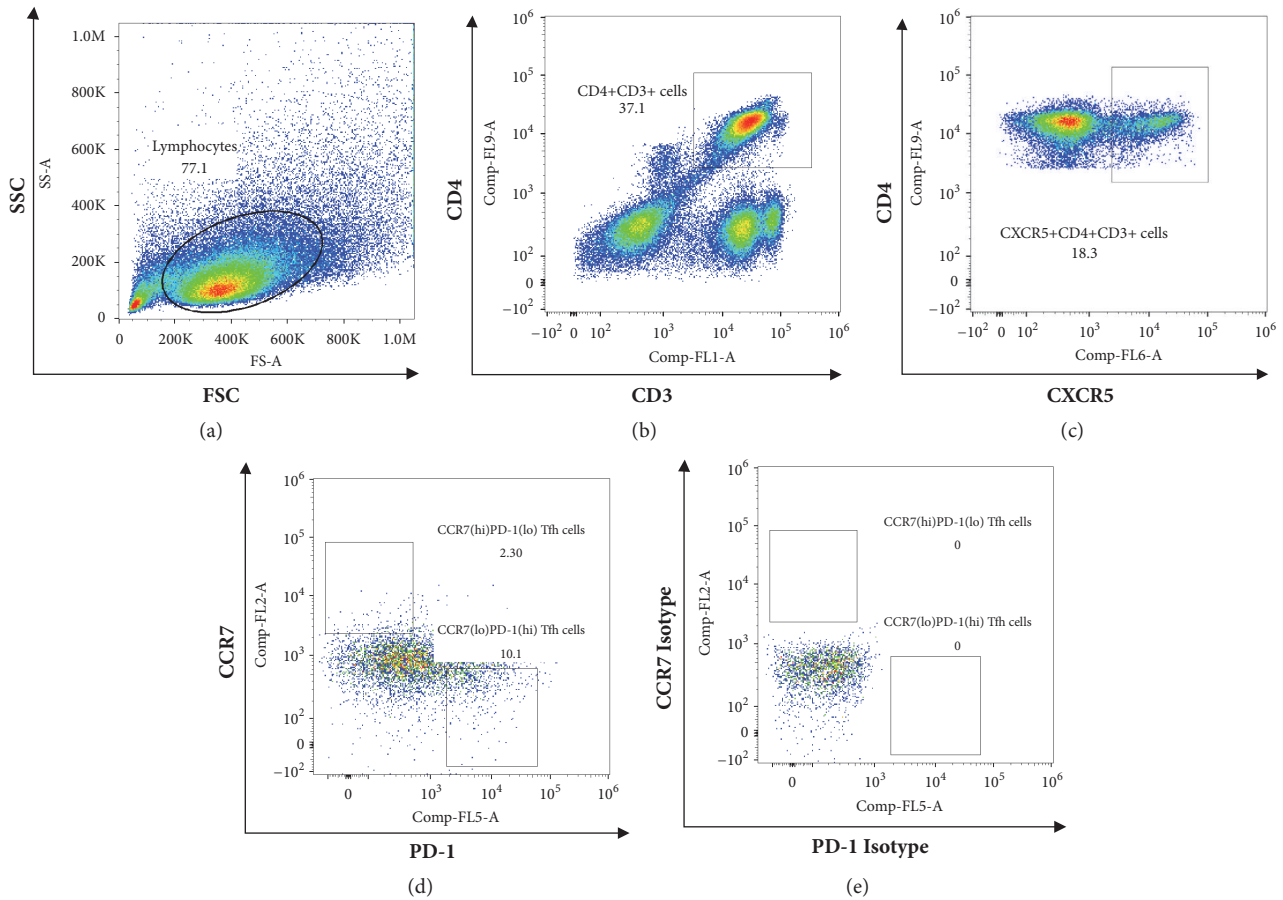 SSC
SS-A
1.0M
800K
600K
400K
200K
0
Lymphocytes
77.1
0 200K 400K 600K 800K 1.0M
FS-A
FSC
(a)
CD4
Comp-FL9-A
10^6
10^5
10^4
10^3
10^2
0
−10^2
CD4+CD3+ cells
37.1
−10^2 0 10^2 10^3 10^4 10^5 10^6
Comp-FL1-A
CD3
(b)
CD4
Comp-FL9-A
10^6
10^5
10^4
10^3
10^2
0
−10^2
CXCR5+CD4+CD3+ cells
18.3
−10^2 0 10^2 10^3 10^4 10^5 10^6
Comp-FL6-A
CXCR5
(c)
CCR7
Comp-FL2-A
10^6
10^5
10^4
10^3
10^2
0
−10^2
CCR7(hi)PD-1(lo) Tfh cells
2.30
CCR7(lo)PD-1(hi) Tfh cells
10.1
0 10^3 10^4 10^5 10^6
Comp-FL5-A
PD-1
(d)
CCR7 Isotype
Comp-FL2-A
10^6
10^5
10^4
10^3
10^2
0
−10^2
CCR7(hi)PD-1(lo) Tfh cells
0
CCR7(lo)PD-1(hi) Tfh cells
0
0 10^3 10^4 10^5 10^6
Comp-FL5-A
PD-1 Isotype
(e)